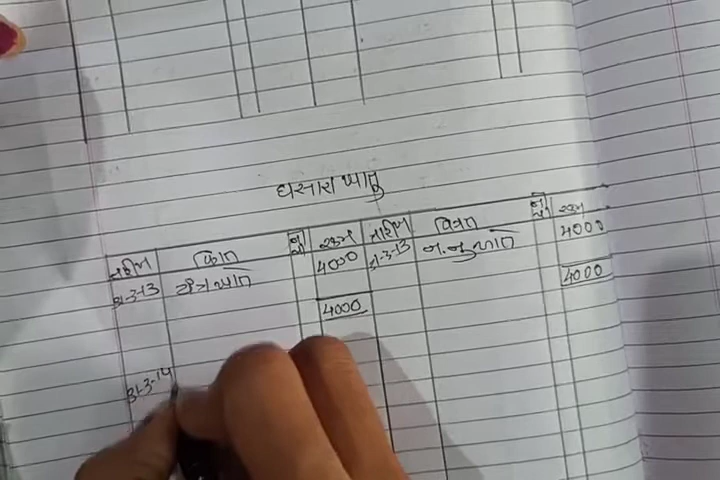 ઘસારા ખાતું
તારીખ વિગત ખા. પા. રકમ તારીખ વિગત ખા. પા. રકમ
31-3-13 યંત્ર ખાતે 4000 31-3-13 ન.નુ. ખાતે 4000
4000 4000
31-3-14